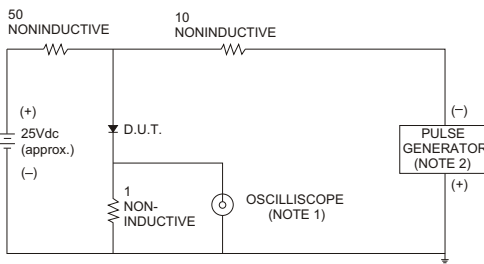 50
NONINDUCTIVE
10
NONINDUCTIVE
(+)
25Vdc
(approx.)
(–)
D.U.T.
1
NON-
INDUCTIVE
OSCILLISCOPE
(NOTE 1)
(–)
PULSE
GENERATOR
(NOTE 2)
(+)